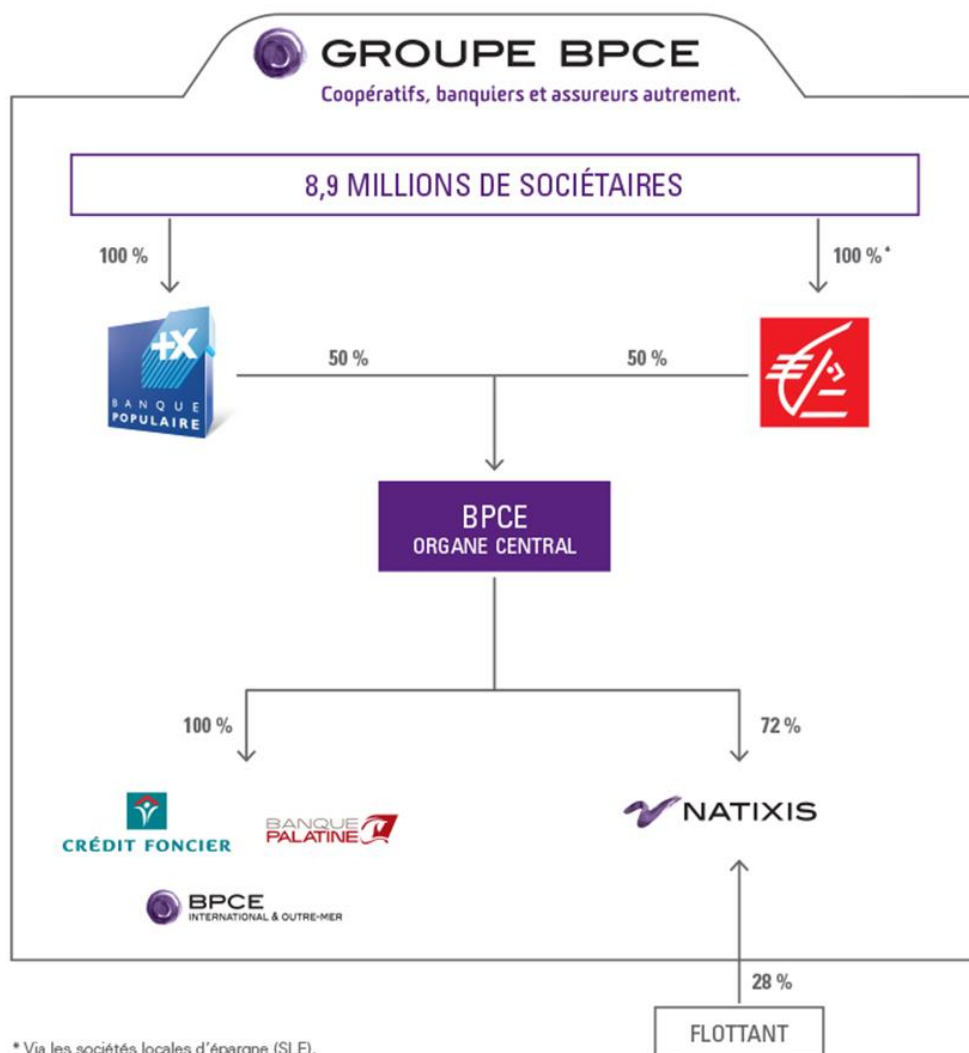 GROUPE BPCE
Coopératifs, banquiers et assureurs autrement.
8,9 MILLIONS DE SOCIÉTAIRES
100 %
100 %*
+X
BANQUE
POPULAIRE
50 %
50 %
BPCE
ORGANE CENTRAL
100 %
72 %
CRÉDIT FONCIER
BANQUE
PALATINE
NATIXIS
BPCE
INTERNATIONAL & OUTRE-MER
28 %
FLOTTANT
* Via les sociétés locales d'épargne (SLE).